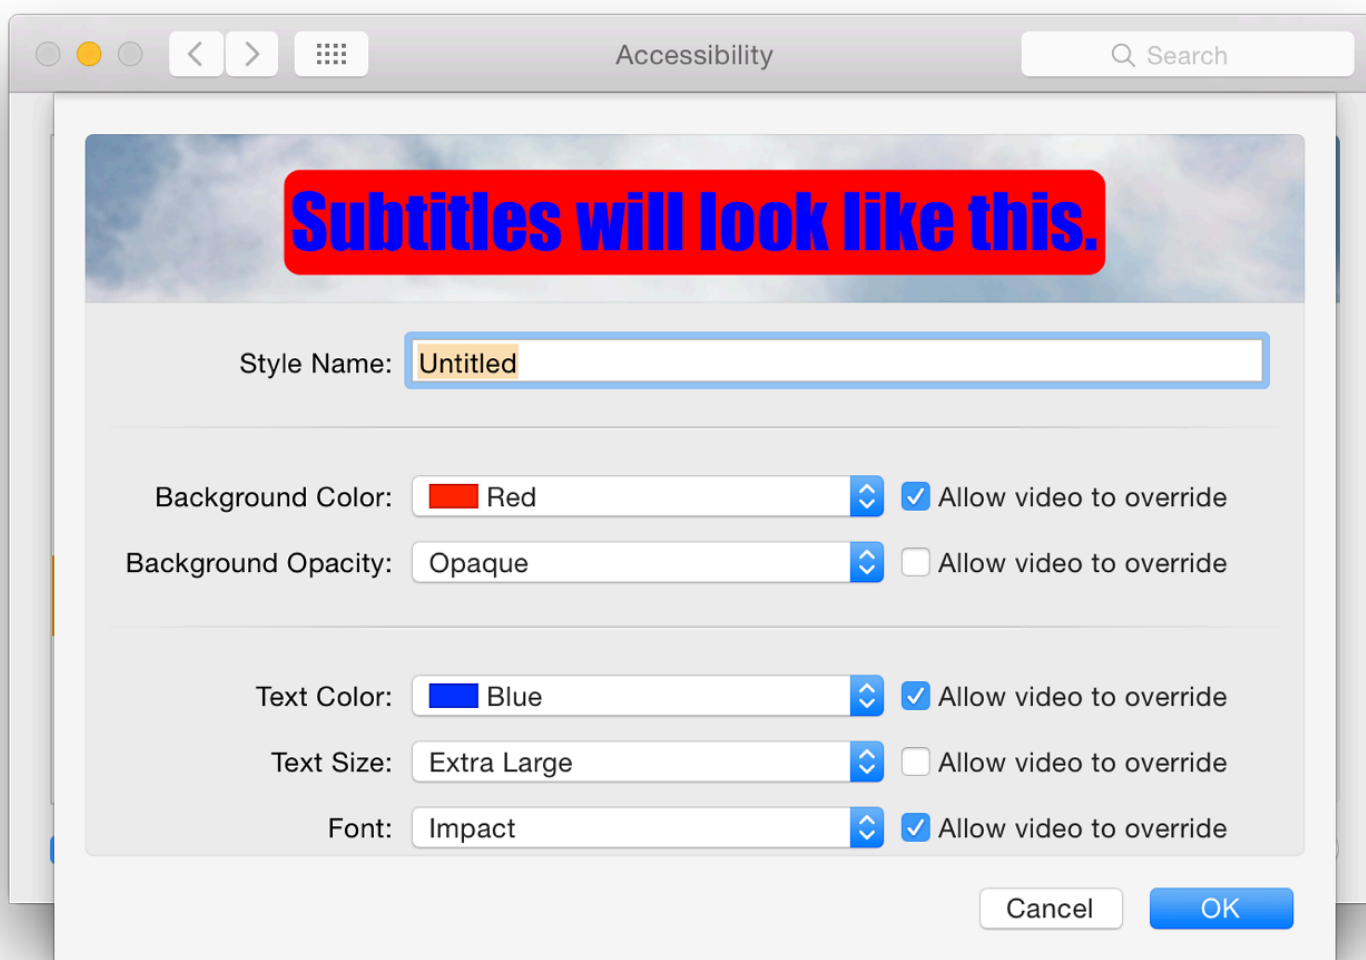 Accessibility
Search
Subtitles will look like this.
Style Name: Untitled
Background Color: Red Allow video to override
Background Opacity: Opaque Allow video to override
Text Color: Blue Allow video to override
Text Size: Extra Large Allow video to override
Font: Impact Allow video to override
Cancel OK